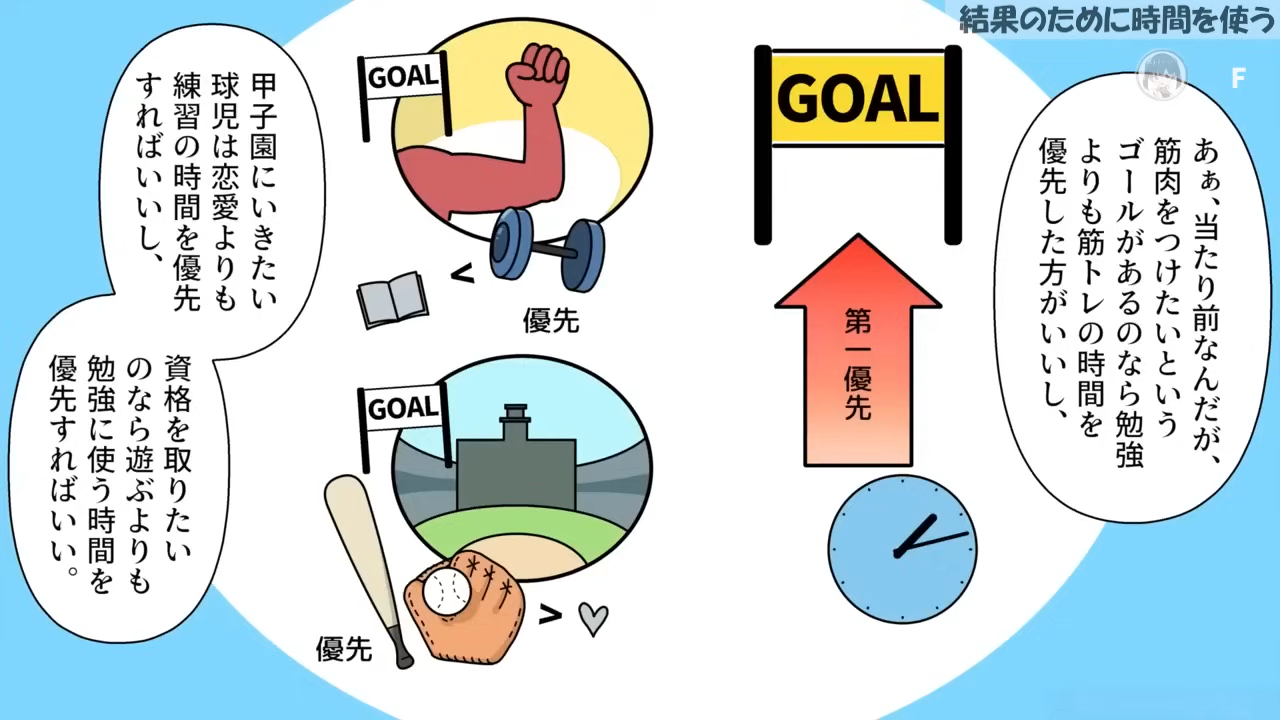 結果のために時間を使う
F
あぁ、当たり前なんだが、
筋肉をつけたいという
ゴールがあるのなら勉強
よりも筋トレの時間を
優先した方がいいし、
GOAL
第一優先
GOAL
<
優先
GOAL
>
優先
甲子園にいきたい
球児は恋愛よりも
練習の時間を優先
すればいいし、
資格を取りたい
のなら遊ぶよりも
勉強に使う時間を
優先すればいい。